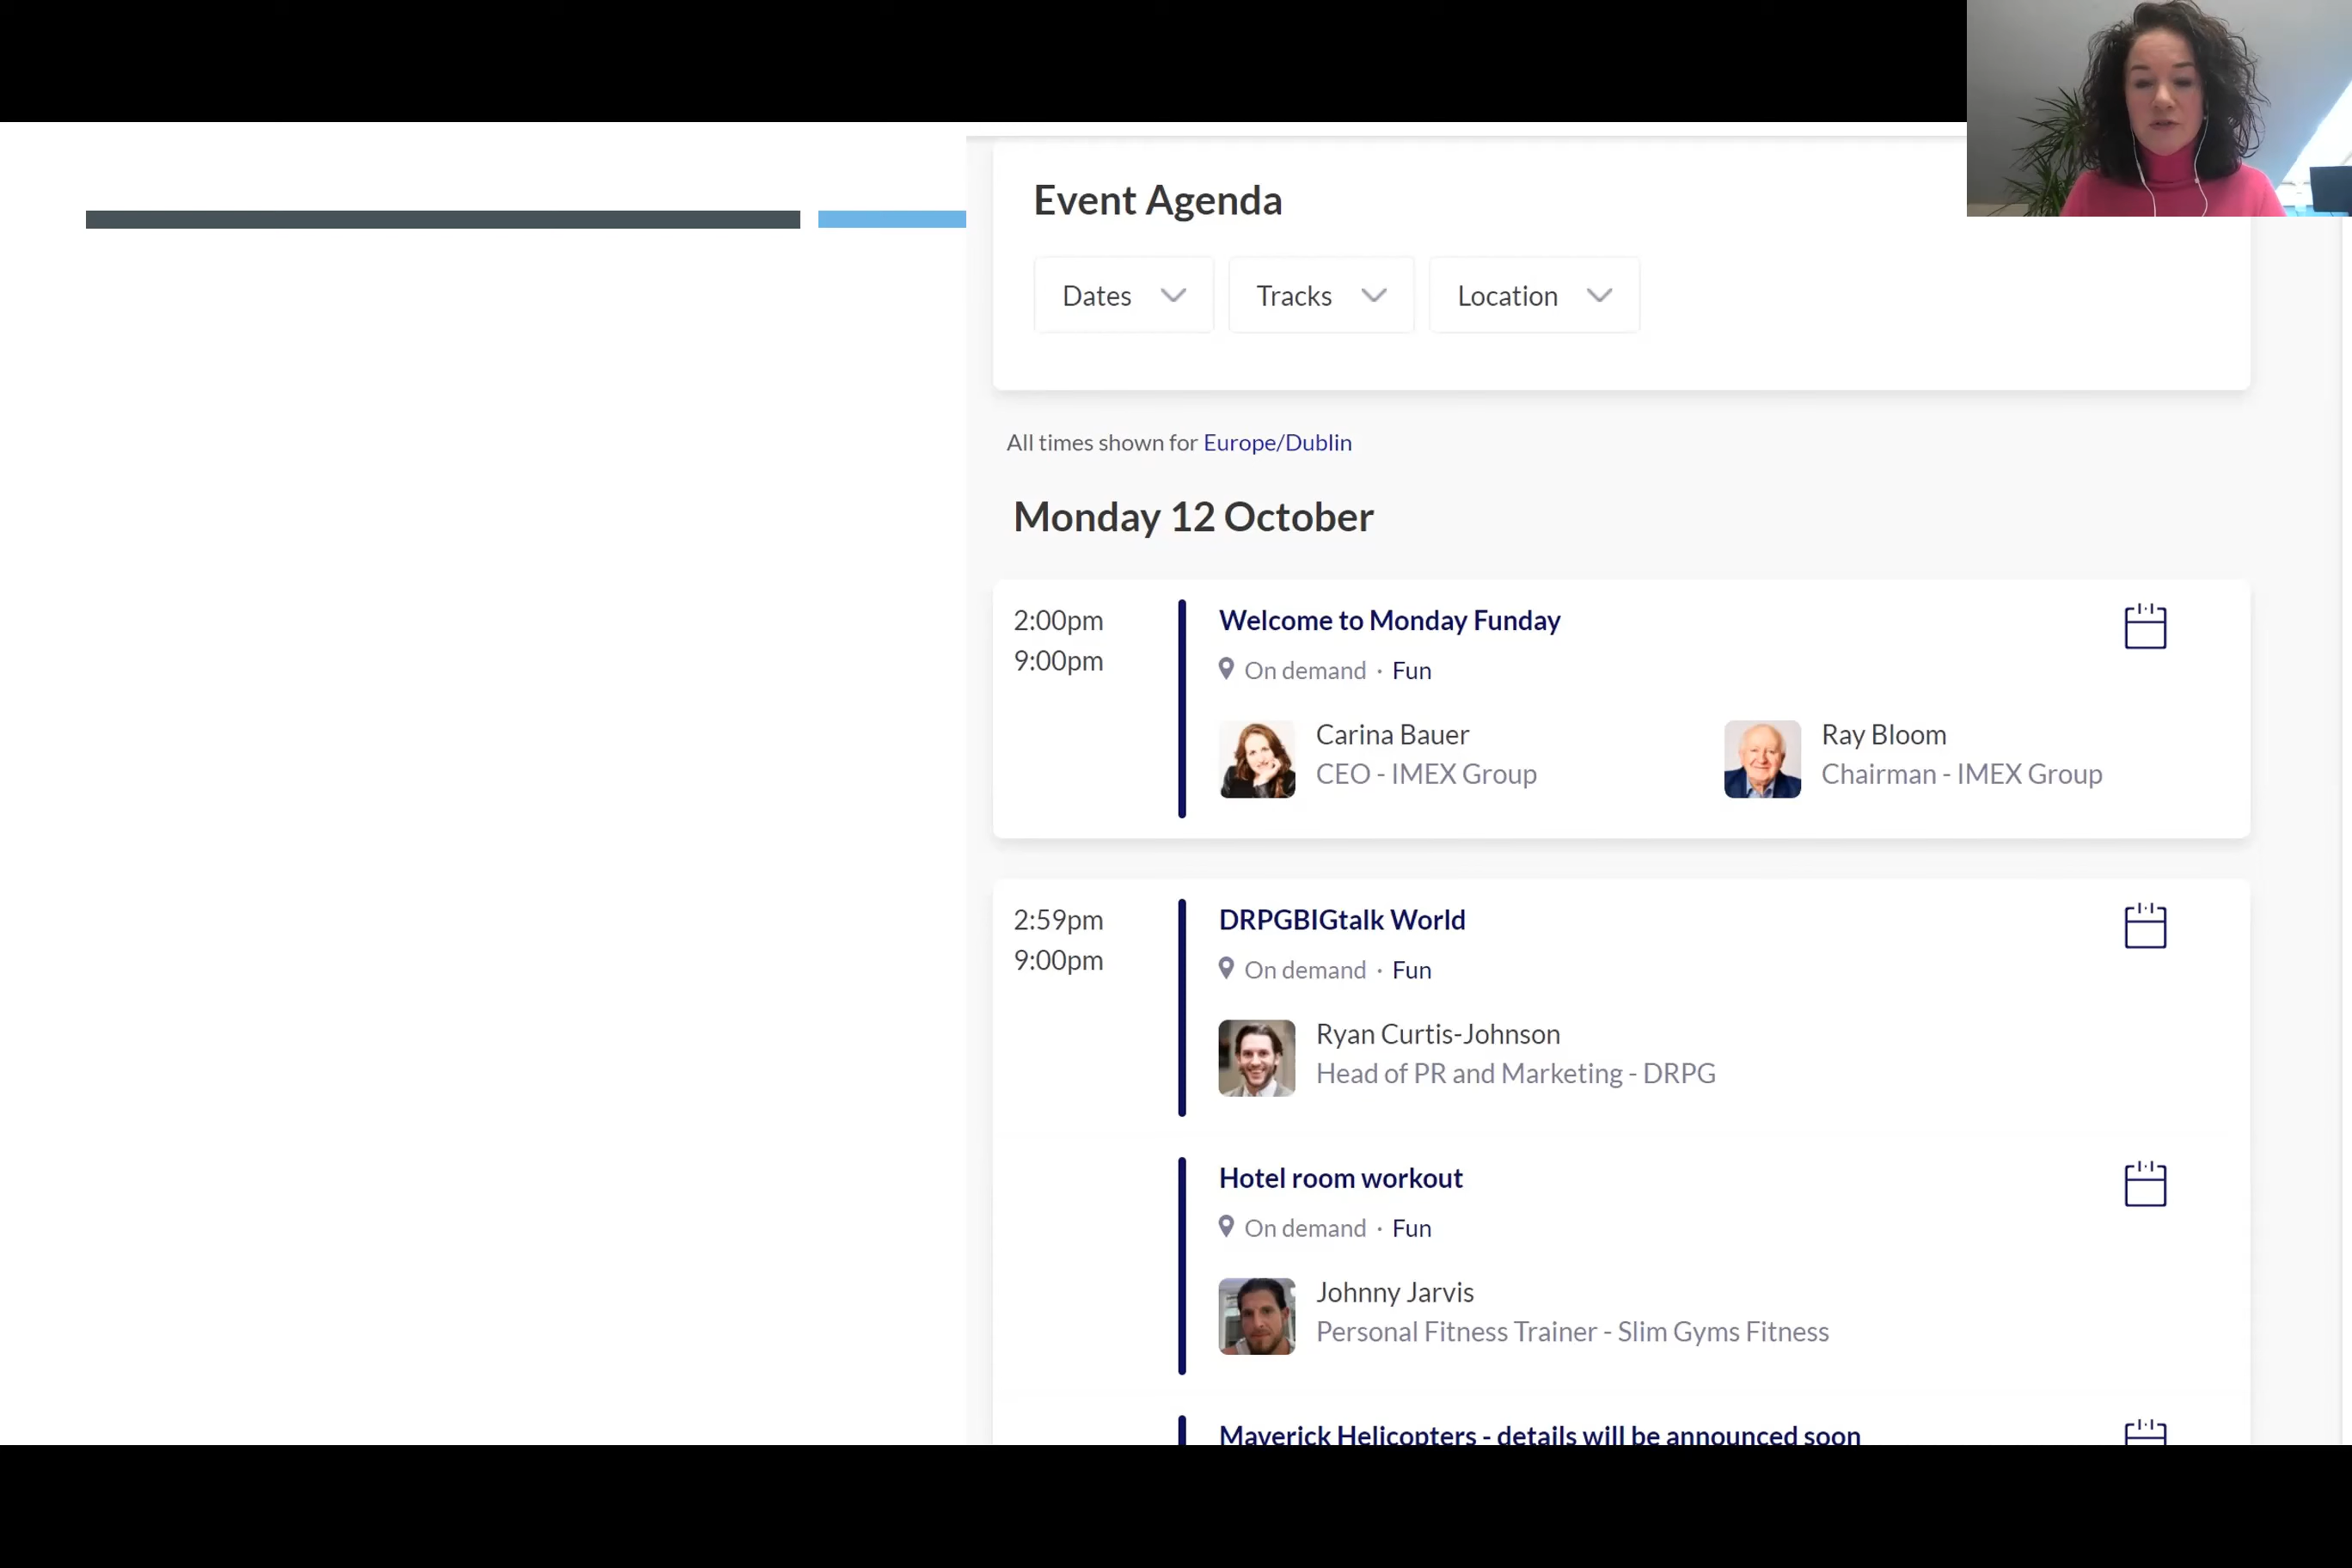 Event Agenda
Dates
Tracks
Location
All times shown for Europe/Dublin
Monday 12 October
2:00pm
9:00pm
Welcome to Monday Funday
On demand · Fun
Carina Bauer
CEO - IMEX Group
Ray Bloom
Chairman - IMEX Group
2:59pm
9:00pm
DRPGBIGtalk World
On demand · Fun
Ryan Curtis-Johnson
Head of PR and Marketing - DRPG
Hotel room workout
On demand · Fun
Johnny Jarvis
Personal Fitness Trainer - Slim Gyms Fitness
Maverick Helicopters - details will be announced soon